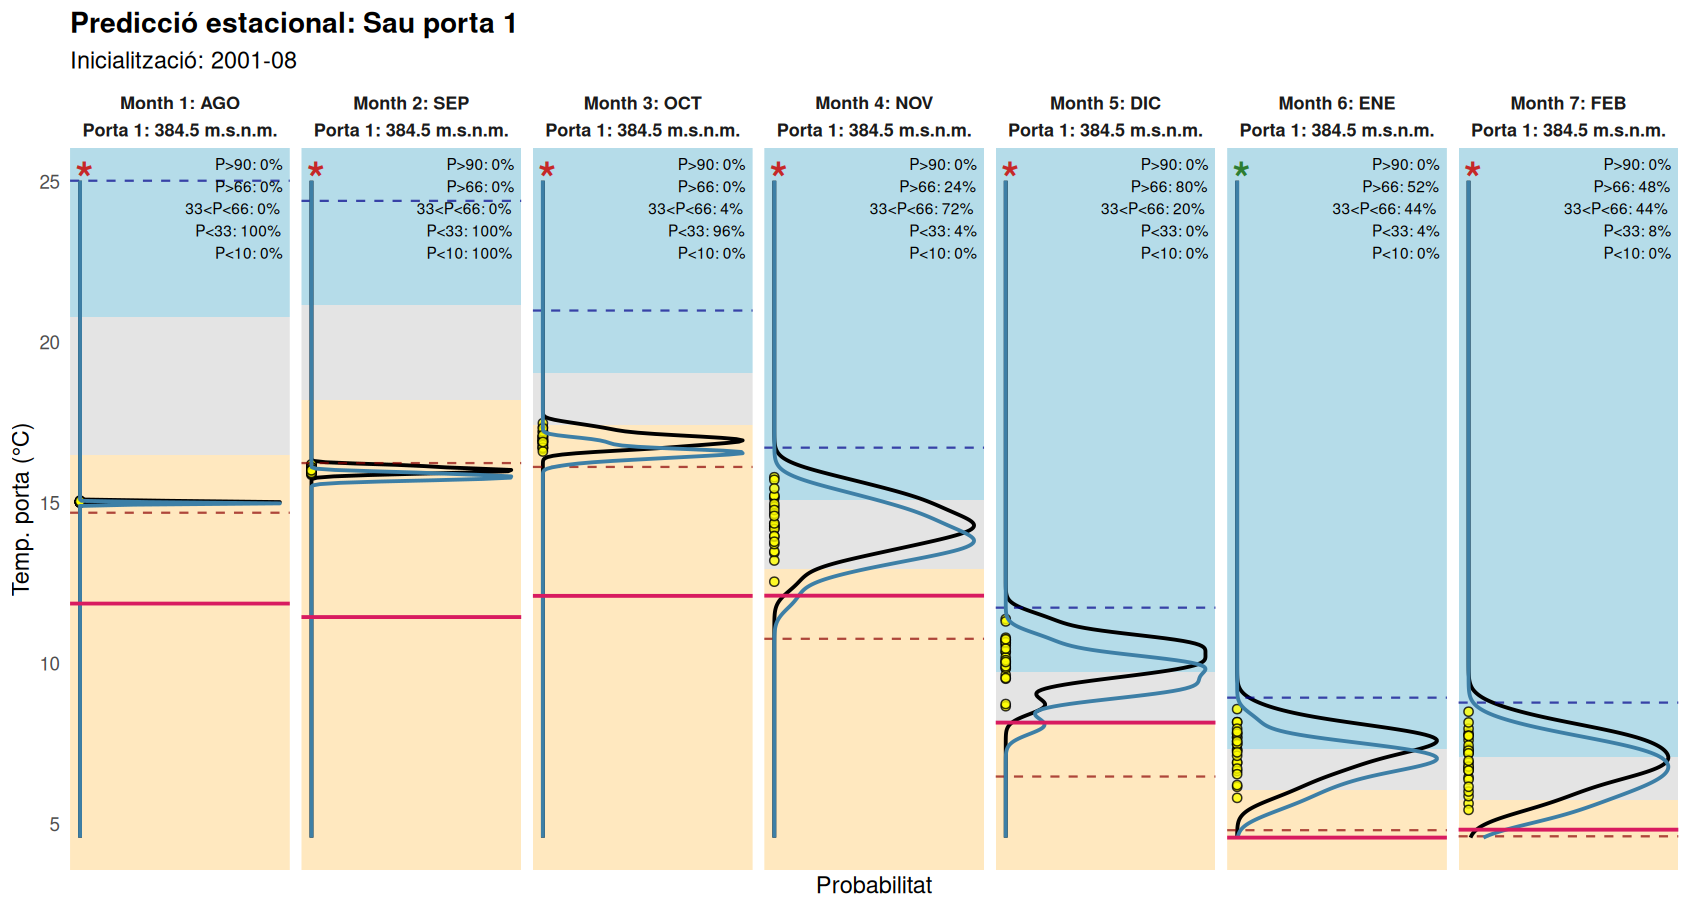 Predicció estacional: Sau porta 1
Inicialització: 2001-08
Month 1: AGO
Porta 1: 384.5 m.s.n.m.
P>90: 0%
P>66: 0%
33<P<66: 0%
P<33: 100%
P<10: 0%
Month 2: SEP
Porta 1: 384.5 m.s.n.m.
P>90: 0%
P>66: 0%
33<P<66: 0%
P<33: 100%
P<10: 100%
Month 3: OCT
Porta 1: 384.5 m.s.n.m.
P>90: 0%
P>66: 0%
33<P<66: 4%
P<33: 96%
P<10: 0%
Month 4: NOV
Porta 1: 384.5 m.s.n.m.
P>90: 0%
P>66: 24%
33<P<66: 72%
P<33: 4%
P<10: 0%
Month 5: DIC
Porta 1: 384.5 m.s.n.m.
P>90: 0%
P>66: 80%
33<P<66: 20%
P<33: 0%
P<10: 0%
Month 6: ENE
Porta 1: 384.5 m.s.n.m.
P>90: 0%
P>66: 52%
33<P<66: 44%
P<33: 4%
P<10: 0%
Month 7: FEB
Porta 1: 384.5 m.s.n.m.
P>90: 0%
P>66: 48%
33<P<66: 44%
P<33: 8%
P<10: 0%
25
20
15
10
5
Temp. porta (°C)
Probabilitat